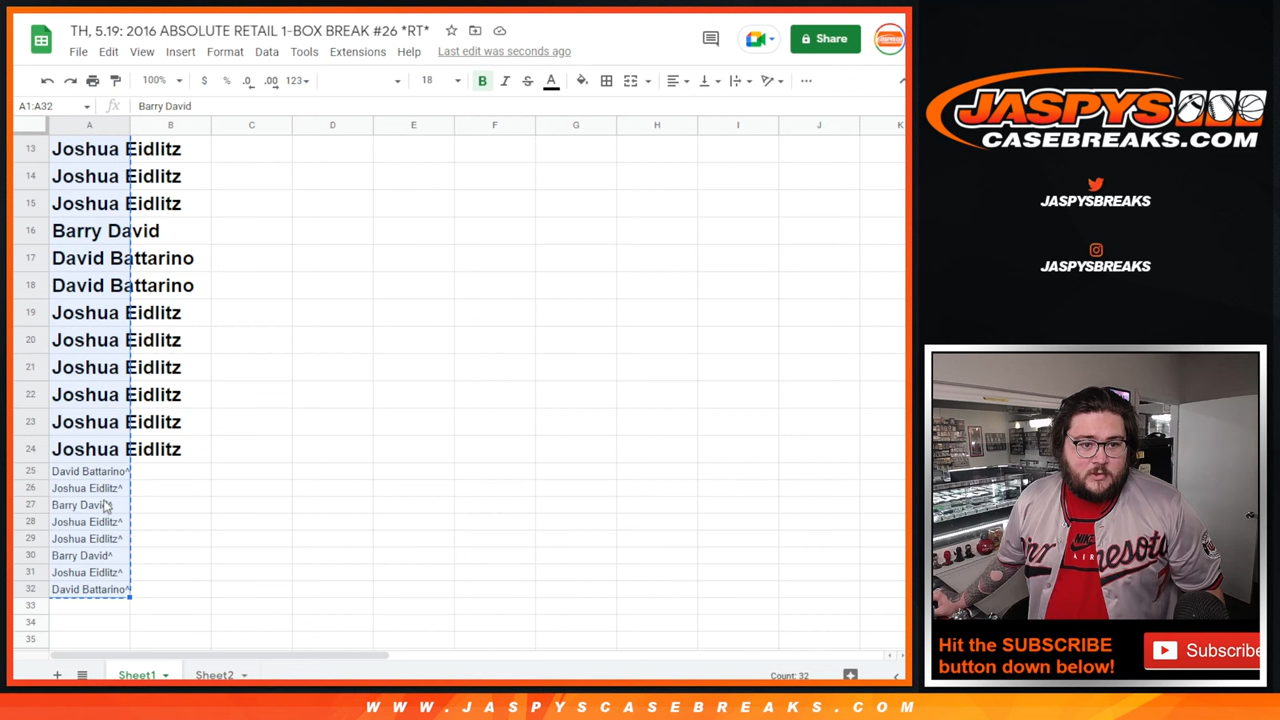 TH, 5.19: 2016 ABSOLUTE RETAIL 1-BOX BREAK #26 *RT*
File Edit View Insert Format Data Tools Extensions Help Last edit was seconds ago
Share
100% $ % .0 .00 123 18 B I S A
A1:A32 fx Barry David
A B C D E F G H I J K
13 Joshua Eidlitz
14 Joshua Eidlitz
15 Joshua Eidlitz
16 Barry David
17 David Battarino
18 David Battarino
19 Joshua Eidlitz
20 Joshua Eidlitz
21 Joshua Eidlitz
22 Joshua Eidlitz
23 Joshua Eidlitz
24 Joshua Eidlitz
25 David Battarino^
26 Joshua Eidlitz^
27 Barry David^
28 Joshua Eidlitz^
29 Joshua Eidlitz^
30 Barry David^
31 Joshua Eidlitz^
32 David Battarino^
33
34
35
Sheet1 Sheet2 Count: 32
JASPYS
CASEBREAKS.COM
JASPYSBREAKS
JASPYSBREAKS
NIKE
AIR
Hit the SUBSCRIBE
button down below!
Subscribe
WWW.JASPYSCASEBREAKS.COM